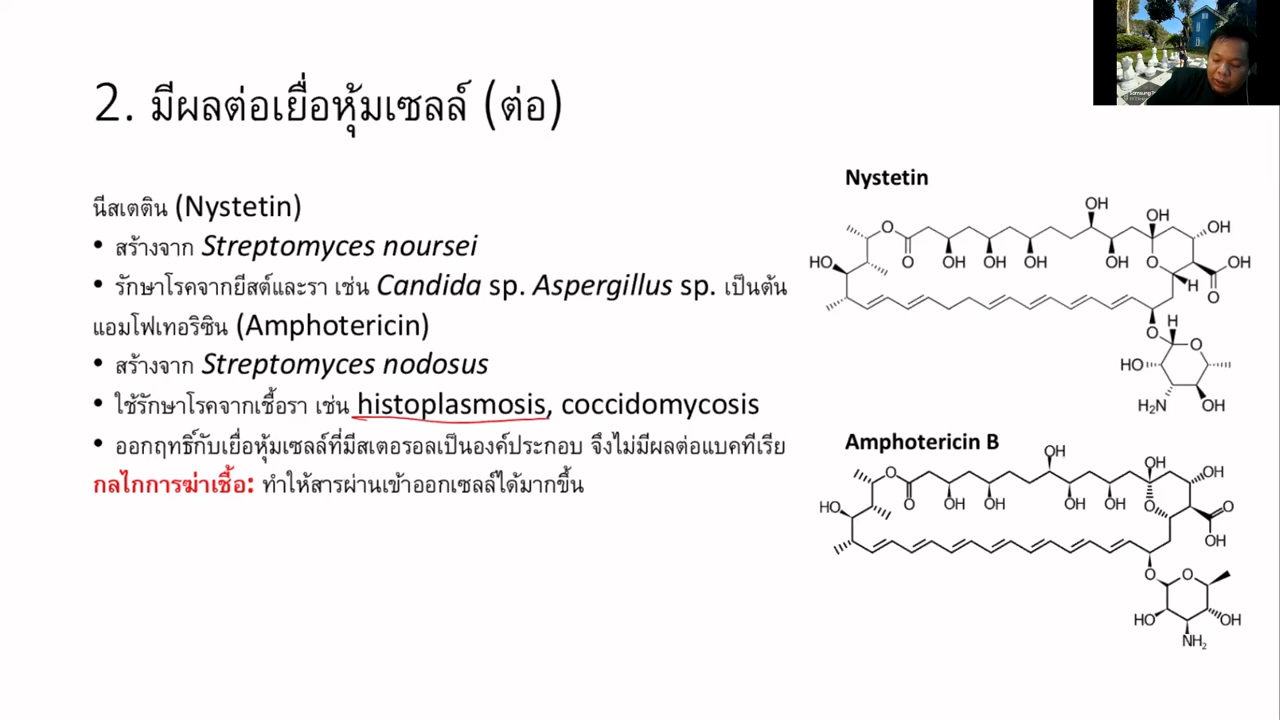 2. มีผลต่อเยื่อหุ้มเซลล์ (ต่อ)
นีสเตติน (Nystetin)
• สร้างจาก Streptomyces noursei
• รักษาโรคจากยีสต์และรา เช่น Candida sp. Aspergillus sp. เป็นต้น
แอมโฟเทอริซิน (Amphotericin)
• สร้างจาก Streptomyces nodosus
• ใช้รักษาโรคจากเชื้อรา เช่น histoplasmosis, coccidomycosis
• ออกฤทธิ์กับเยื่อหุ้มเซลล์ที่มีสเตอรอลเป็นองค์ประกอบ จึงไม่มีผลต่อแบคทีเรีย
กลไกการฆ่าเชื้อ: ทำให้สารผ่านเข้าออกเซลล์ได้มากขึ้น
Nystetin
OH
O OH OH
HO O OH OH OH OH O OH
H O
O H
O
HO
H₂N OH
Amphotericin B
OH
O OH OH
HO O OH OH OH OH O O
OH
O O
HO OH
NH₂